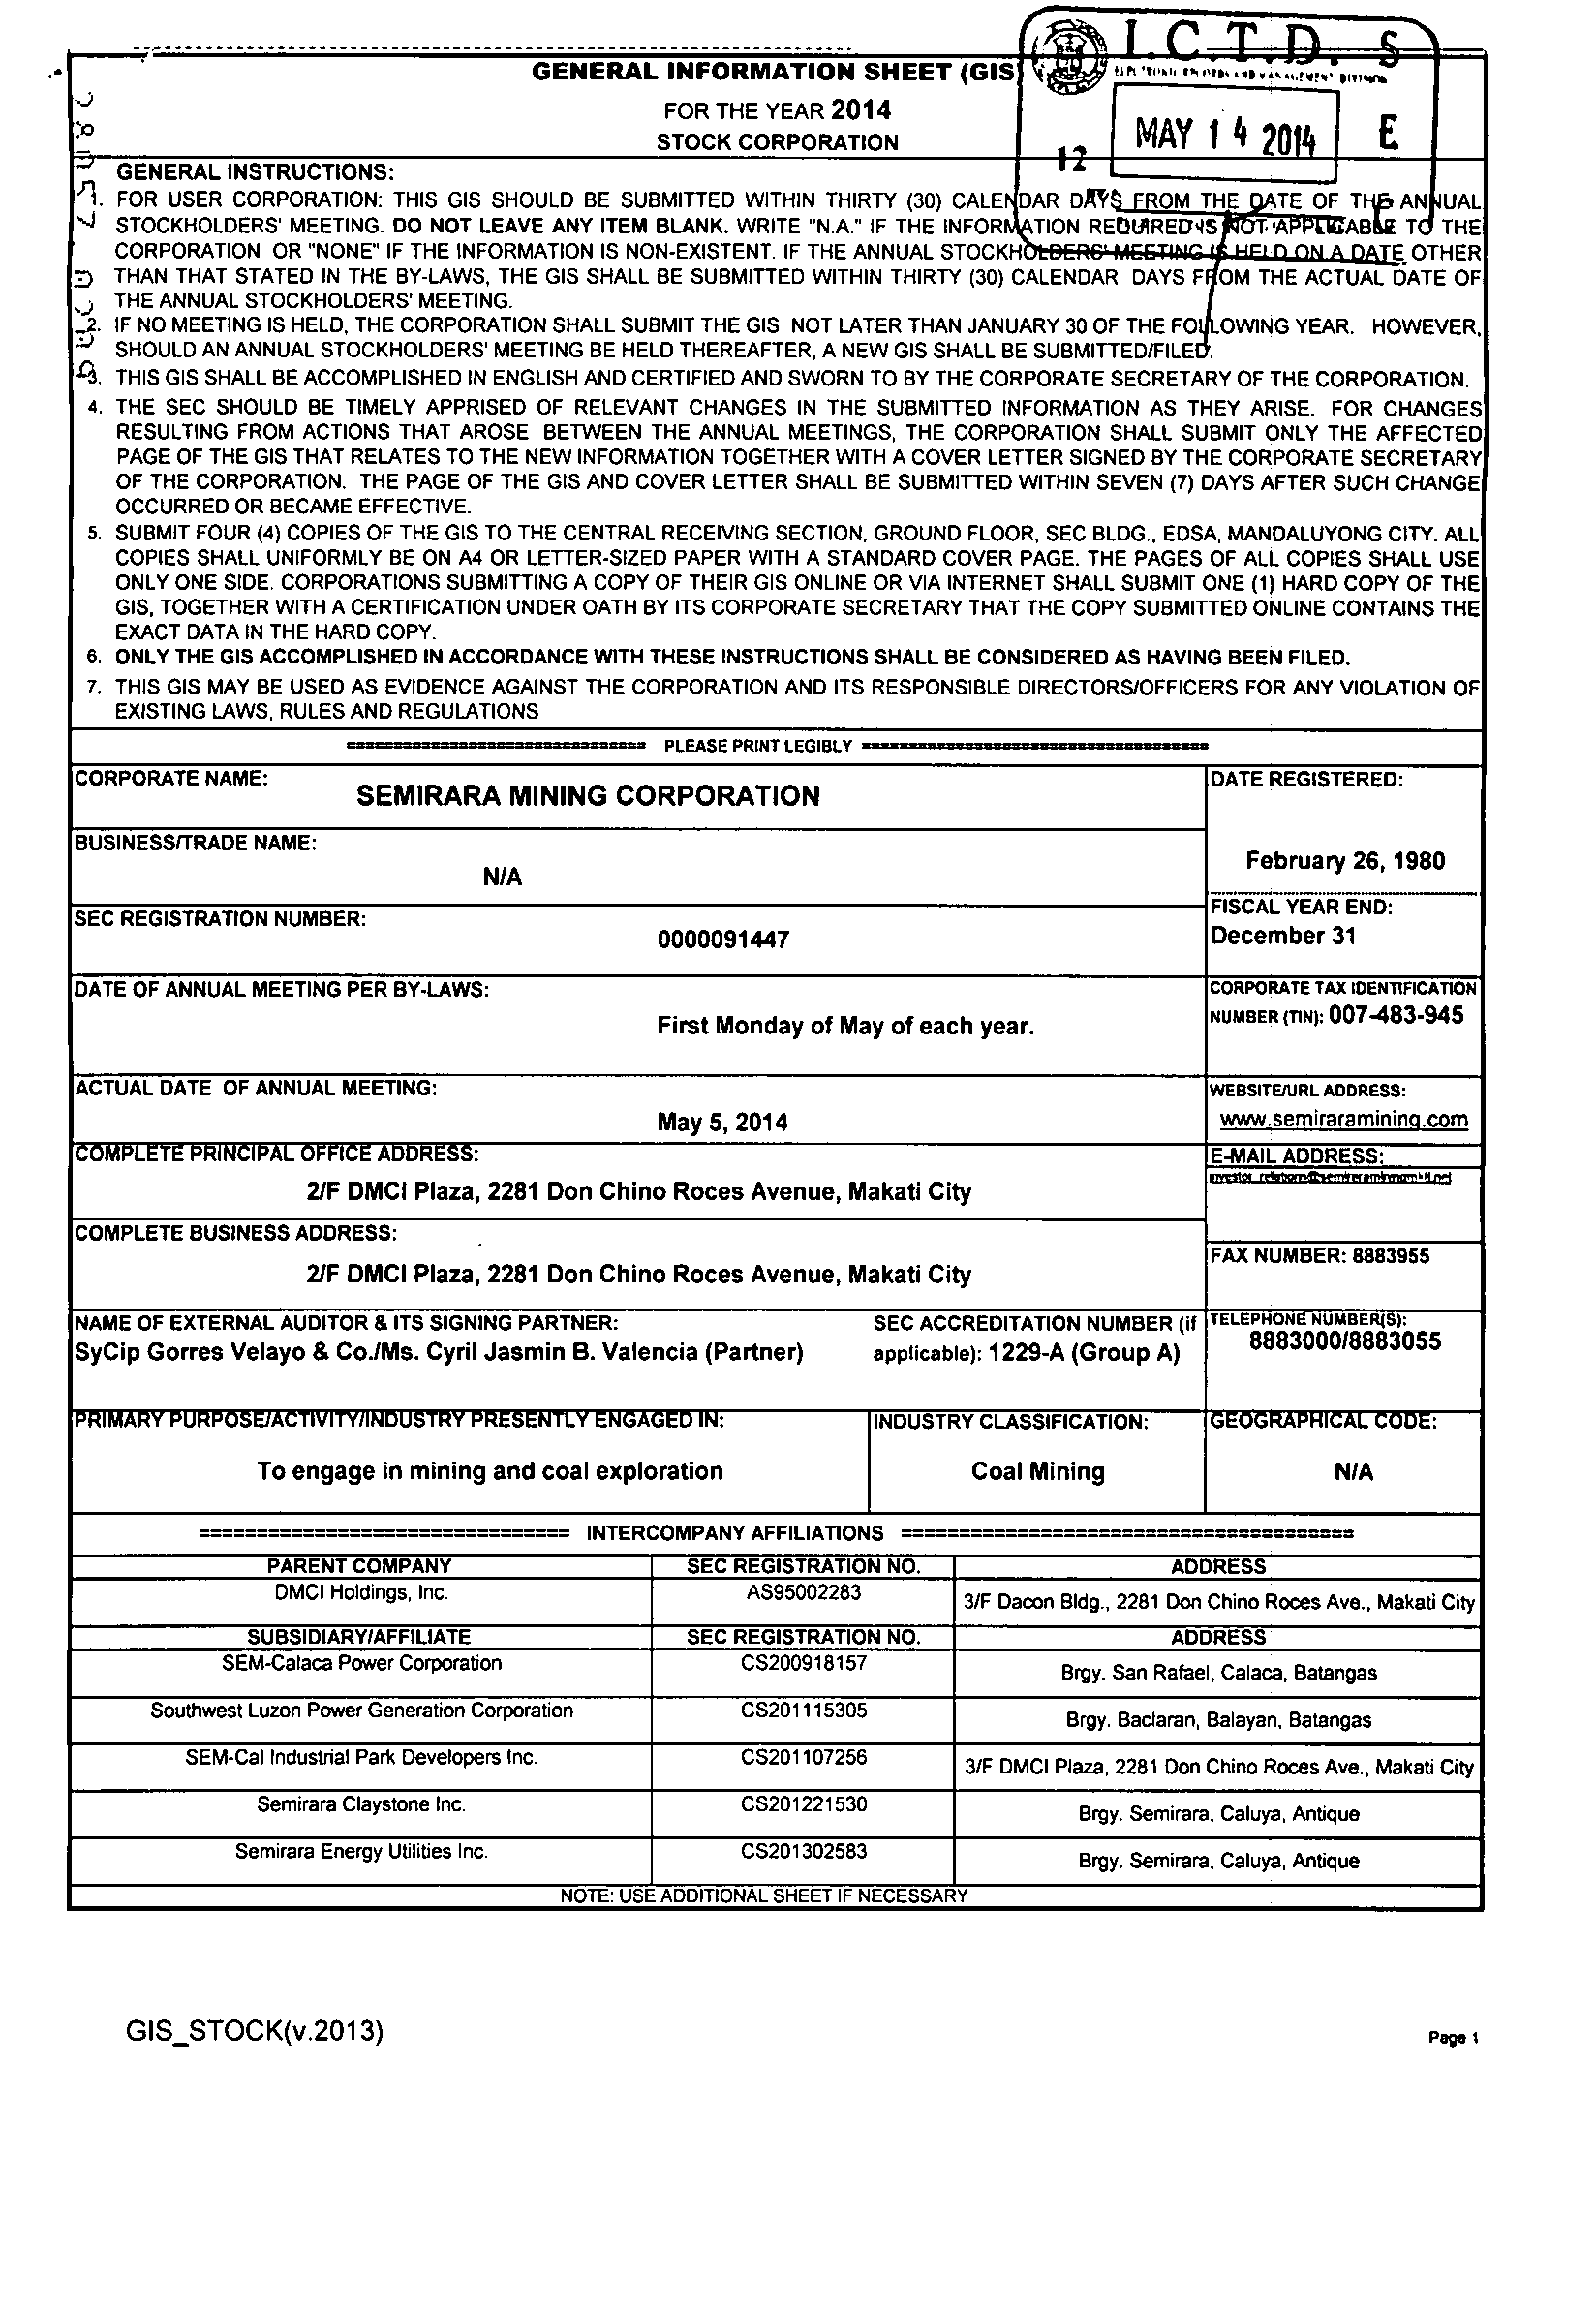 I.C.T.D. S
GENERAL INFORMATION SHEET (GIS
FOR THE YEAR 2014
STOCK CORPORATION
MAY 14 2014 E
12
GENERAL INSTRUCTIONS:
1. FOR USER CORPORATION: THIS GIS SHOULD BE SUBMITTED WITHIN THIRTY (30) CALENDAR DAYS FROM THE DATE OF THE ANNUAL
STOCKHOLDERS' MEETING. DO NOT LEAVE ANY ITEM BLANK. WRITE "N.A." IF THE INFORMATION REQUIRED IS NOT APPLICABLE TO THE
CORPORATION OR "NONE" IF THE INFORMATION IS NON-EXISTENT. IF THE ANNUAL STOCKHOLDERS' MEETING IS HELD ON A DATE OTHER
THAN THAT STATED IN THE BY-LAWS, THE GIS SHALL BE SUBMITTED WITHIN THIRTY (30) CALENDAR DAYS FROM THE ACTUAL DATE OF
THE ANNUAL STOCKHOLDERS' MEETING.
2. IF NO MEETING IS HELD, THE CORPORATION SHALL SUBMIT THE GIS NOT LATER THAN JANUARY 30 OF THE FOLLOWING YEAR. HOWEVER,
SHOULD AN ANNUAL STOCKHOLDERS' MEETING BE HELD THEREAFTER, A NEW GIS SHALL BE SUBMITTED/FILED.
3. THIS GIS SHALL BE ACCOMPLISHED IN ENGLISH AND CERTIFIED AND SWORN TO BY THE CORPORATE SECRETARY OF THE CORPORATION.
4. THE SEC SHOULD BE TIMELY APPRISED OF RELEVANT CHANGES IN THE SUBMITTED INFORMATION AS THEY ARISE. FOR CHANGES
RESULTING FROM ACTIONS THAT AROSE BETWEEN THE ANNUAL MEETINGS, THE CORPORATION SHALL SUBMIT ONLY THE AFFECTED
PAGE OF THE GIS THAT RELATES TO THE NEW INFORMATION TOGETHER WITH A COVER LETTER SIGNED BY THE CORPORATE SECRETARY
OF THE CORPORATION. THE PAGE OF THE GIS AND COVER LETTER SHALL BE SUBMITTED WITHIN SEVEN (7) DAYS AFTER SUCH CHANGE
OCCURRED OR BECAME EFFECTIVE.
5. SUBMIT FOUR (4) COPIES OF THE GIS TO THE CENTRAL RECEIVING SECTION, GROUND FLOOR, SEC BLDG., EDSA, MANDALUYONG CITY. ALL
COPIES SHALL UNIFORMLY BE ON A4 OR LETTER-SIZED PAPER WITH A STANDARD COVER PAGE. THE PAGES OF ALL COPIES SHALL USE
ONLY ONE SIDE. CORPORATIONS SUBMITTING A COPY OF THEIR GIS ONLINE OR VIA INTERNET SHALL SUBMIT ONE (1) HARD COPY OF THE
GIS, TOGETHER WITH A CERTIFICATION UNDER OATH BY ITS CORPORATE SECRETARY THAT THE COPY SUBMITTED ONLINE CONTAINS THE
EXACT DATA IN THE HARD COPY.
6. ONLY THE GIS ACCOMPLISHED IN ACCORDANCE WITH THESE INSTRUCTIONS SHALL BE CONSIDERED AS HAVING BEEN FILED.
7. THIS GIS MAY BE USED AS EVIDENCE AGAINST THE CORPORATION AND ITS RESPONSIBLE DIRECTORS/OFFICERS FOR ANY VIOLATION OF
EXISTING LAWS, RULES AND REGULATIONS
============================== PLEASE PRINT LEGIBLY ===================================
CORPORATE NAME: DATE REGISTERED:
SEMIRARA MINING CORPORATION
BUSINESS/TRADE NAME:
February 26, 1980
N/A
FISCAL YEAR END:
SEC REGISTRATION NUMBER:
0000091447 December 31
DATE OF ANNUAL MEETING PER BY-LAWS: CORPORATE TAX IDENTIFICATION
First Monday of May of each year. NUMBER (TIN): 007-483-945
ACTUAL DATE OF ANNUAL MEETING: WEBSITE/URL ADDRESS:
May 5, 2014 www.semiraramining.com
COMPLETE PRINCIPAL OFFICE ADDRESS: E-MAIL ADDRESS:
2/F DMCI Plaza, 2281 Don Chino Roces Avenue, Makati City
COMPLETE BUSINESS ADDRESS:
FAX NUMBER: 8883955
2/F DMCI Plaza, 2281 Don Chino Roces Avenue, Makati City
NAME OF EXTERNAL AUDITOR & ITS SIGNING PARTNER: SEC ACCREDITATION NUMBER (if TELEPHONE NUMBER(S):
SyCip Gorres Velayo & Co./Ms. Cyril Jasmin B. Valencia (Partner) applicable): 1229-A (Group A) 8883000/8883055
PRIMARY PURPOSE/ACTIVITY/INDUSTRY PRESENTLY ENGAGED IN: INDUSTRY CLASSIFICATION: GEOGRAPHICAL CODE:
To engage in mining and coal exploration Coal Mining N/A
================================ INTERCOMPANY AFFILIATIONS =======================================
PARENT COMPANY SEC REGISTRATION NO. ADDRESS
DMCI Holdings, Inc. AS95002283 3/F Dacon Bldg., 2281 Don Chino Roces Ave., Makati City
SUBSIDIARY/AFFILIATE SEC REGISTRATION NO. ADDRESS
SEM-Calaca Power Corporation CS200918157 Brgy. San Rafael, Calaca, Batangas
Southwest Luzon Power Generation Corporation CS201115305 Brgy. Baclaran, Balayan, Batangas
SEM-Cal Industrial Park Developers Inc. CS201107256 3/F DMCI Plaza, 2281 Don Chino Roces Ave., Makati City
Semirara Claystone Inc. CS201221530 Brgy. Semirara, Caluya, Antique
Semirara Energy Utilities Inc. CS201302583 Brgy. Semirara, Caluya, Antique
NOTE: USE ADDITIONAL SHEET IF NECESSARY
GIS_STOCK(v.2013) Page 1